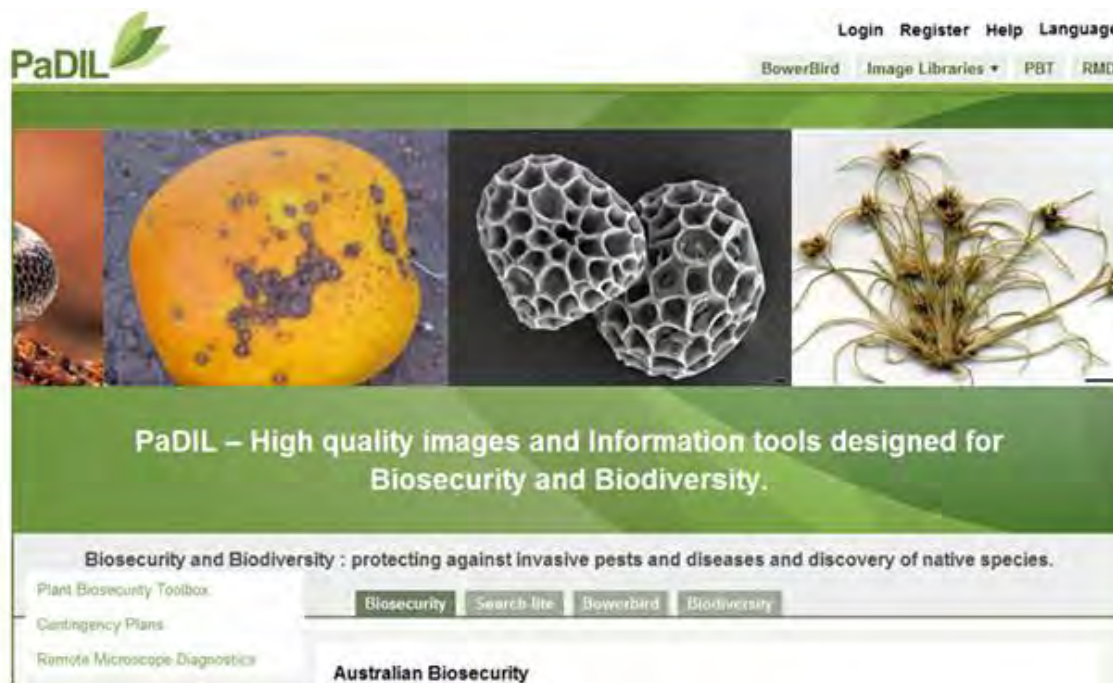 PaDIL
Login Register Help Language
BowerBird Image Libraries ▾ PBT RMD
PaDIL – High quality images and Information tools designed for
Biosecurity and Biodiversity.
Biosecurity and Biodiversity : protecting against invasive pests and diseases and discovery of native species.
Plant Biosecurity Toolbox
Contingency Plans
Remote Microscope Diagnostics
Biosecurity Search-lite Bowerbird Biodiversity
Australian Biosecurity